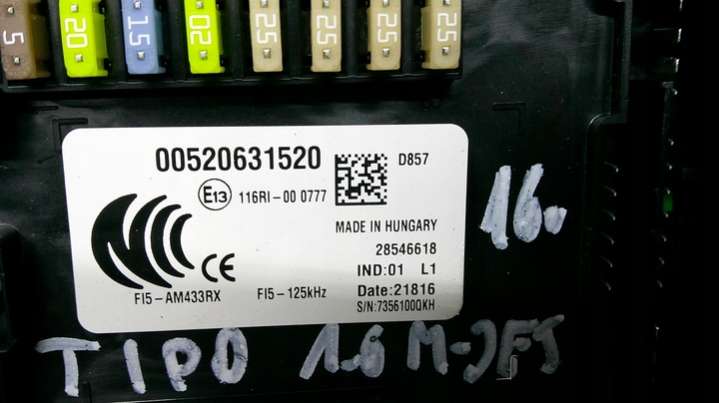 5 20 15 20 25 25 25 25
00520631520
D857
E13 116RI-00 0777
MADE IN HUNGARY
28546618
IND:01 L1
CE
FI5-AM433RX FI5-125kHz Date:21816
S/N:7356100QKH
16.
TIPO 1.6 M-JET